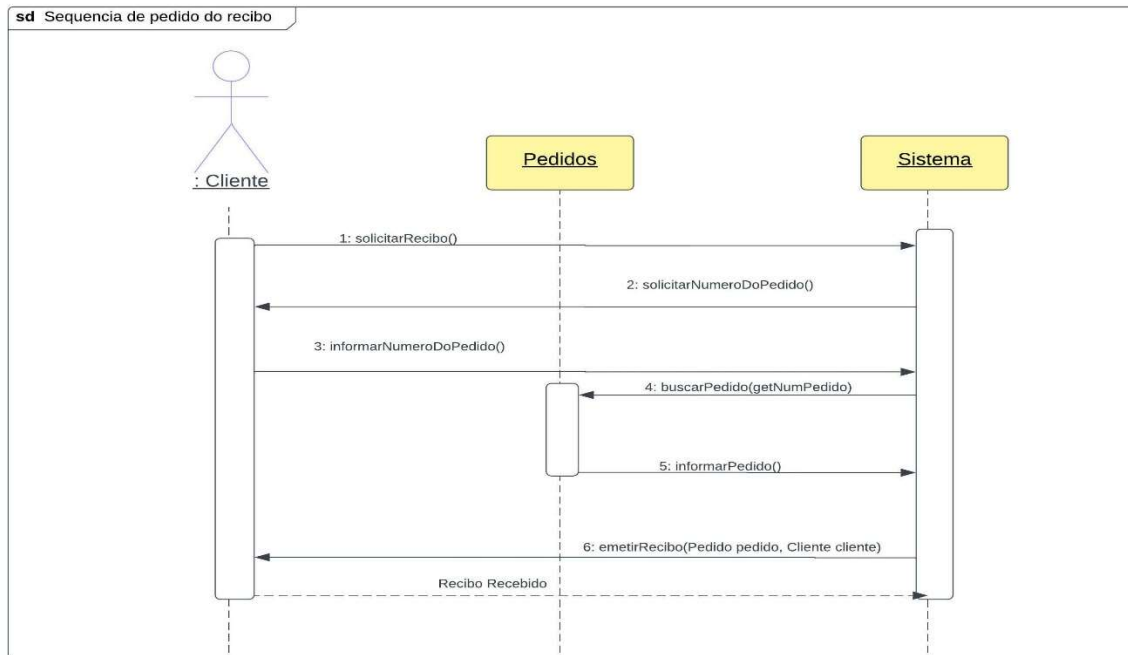 sd Sequencia de pedido do recibo
: Cliente
Pedidos
Sistema
1: solicitarRecibo()
2: solicitarNumeroDoPedido()
3: informarNumeroDoPedido()
4: buscarPedido(getNumPedido)
5: informarPedido()
6: emetirRecibo(Pedido pedido, Cliente cliente)
Recibo Recebido